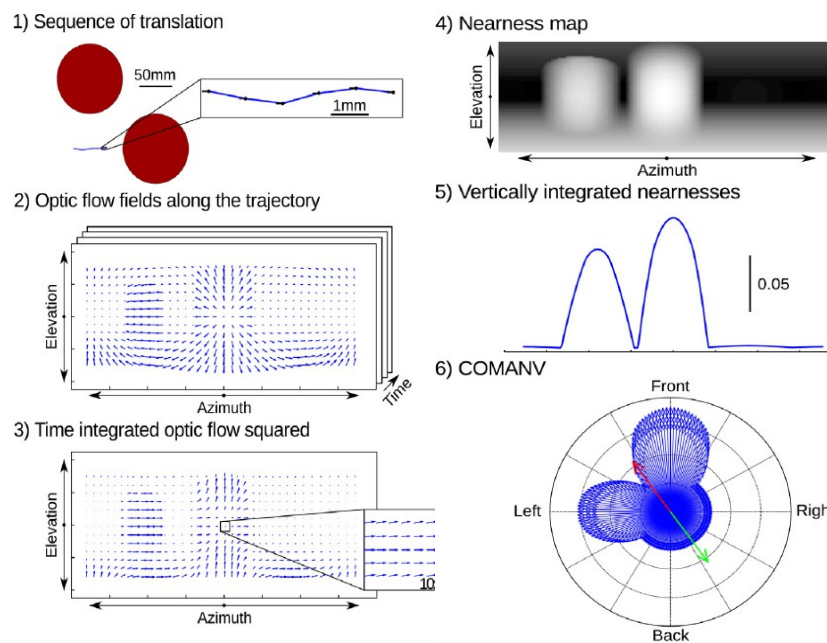 1) Sequence of translation
50mm
1mm
2) Optic flow fields along the trajectory
Elevation
Azimuth
Time
3) Time integrated optic flow squared
Elevation
10
Azimuth
4) Nearness map
Elevation
Azimuth
5) Vertically integrated nearnesses
0.05
6) COMANV
Front
Left
Right
Back